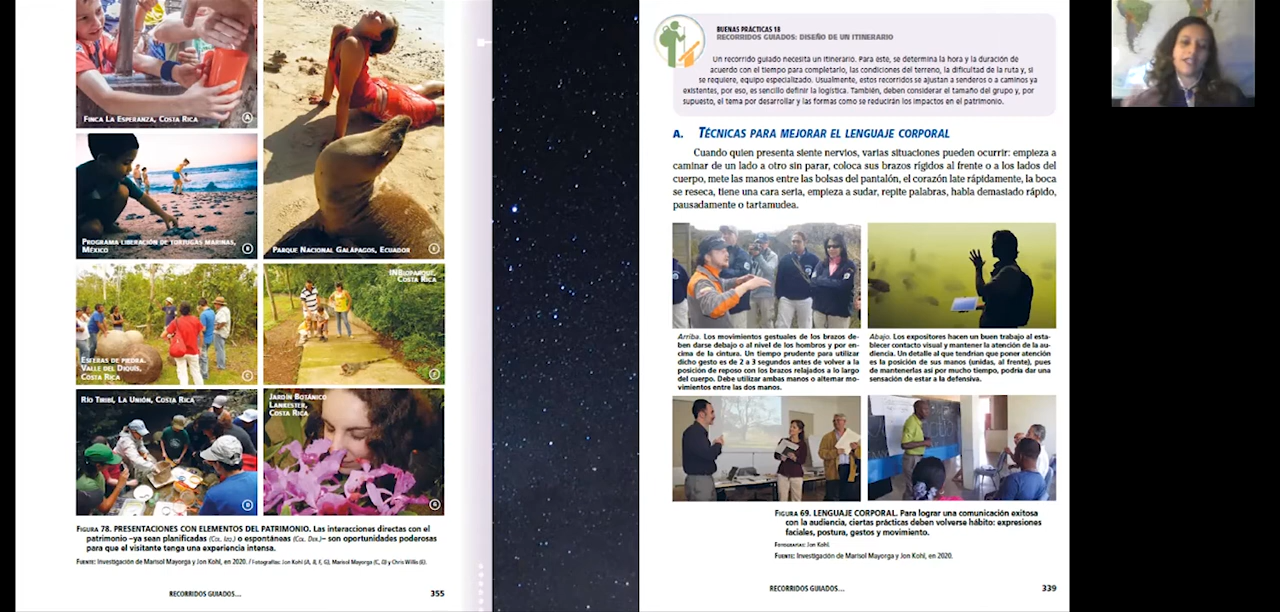 FINCA LA ESPERANZA, COSTA RICA
A
PROGRAMA LIBERACIÓN DE TORTUGAS MARINAS,
MÉXICO
B
PARQUE NACIONAL GALÁPAGOS, ECUADOR
E
ESFERAS DE PIEDRA.
VALLE DEL DIQUÍS,
COSTA RICA
C
INBIOPARQUE,
COSTA RICA
F
RÍO TIRIBÍ, LA UNIÓN, COSTA RICA
D
JARDÍN BOTÁNICO
LANKESTER,
COSTA RICA
G
FIGURA 78. PRESENTACIONES CON ELEMENTOS DEL PATRIMONIO. Las interacciones directas con el
patrimonio –ya sean planificadas (COL. IZQ.) o espontáneas (COL. DER.)– son oportunidades poderosas
para que el visitante tenga una experiencia intensa.
FUENTE: Investigación de Marisol Mayorga y Jon Kohl, en 2020. / Fotografías: Jon Kohl (A, B, F, G), Marisol Mayorga (C, D) y Chris Willis (E).
RECORRIDOS GUIADOS... 355
BUENAS PRÁCTICAS 18
RECORRIDOS GUIADOS: DISEÑO DE UN ITINERARIO
Un recorrido guiado necesita un itinerario. Para este, se determina la hora y la duración de
acuerdo con el tiempo para completarlo, las condiciones del terreno, la dificultad de la ruta y, si
se requiere, equipo especializado. Usualmente, estos recorridos se ajustan a senderos o a caminos ya
existentes, por eso, es sencillo definir la logística. También, deben considerar el tamaño del grupo y, por
supuesto, el tema por desarrollar y las formas como se reducirán los impactos en el patrimonio.
A. TÉCNICAS PARA MEJORAR EL LENGUAJE CORPORAL
Cuando quien presenta siente nervios, varias situaciones pueden ocurrir: empieza a
caminar de un lado a otro sin parar, coloca sus brazos rígidos al frente o a los lados del
cuerpo, mete las manos entre las bolsas del pantalón, el corazón late rápidamente, la boca
se reseca, tiene una cara seria, empieza a sudar, repite palabras, habla demasiado rápido,
pausadamente o tartamudea.
Arriba. Los movimientos gestuales de los brazos de-
ben darse debajo o al nivel de los hombros y por en-
cima de la cintura. Un tiempo prudente para utilizar
dicho gesto es de 2 a 3 segundos antes de volver a la
posición de reposo con los brazos relajados a lo largo
del cuerpo. Debe utilizar ambas manos o alternar mo-
vimientos entre las dos manos.
Abajo. Los expositores hacen un buen trabajo al esta-
blecer contacto visual y mantener la atención de la au-
diencia. Un detalle al que tendrían que poner atención
es la posición de sus manos (unidas, al frente), pues
de mantenerlas así por mucho tiempo, podría dar una
sensación de estar a la defensiva.
FIGURA 69. LENGUAJE CORPORAL. Para lograr una comunicación exitosa
con la audiencia, ciertas prácticas deben volverse hábito: expresiones
faciales, postura, gestos y movimiento.
Fotografías: Jon Kohl.
FUENTE: Investigación de Marisol Mayorga y Jon Kohl, en 2020.
RECORRIDOS GUIADOS... 339